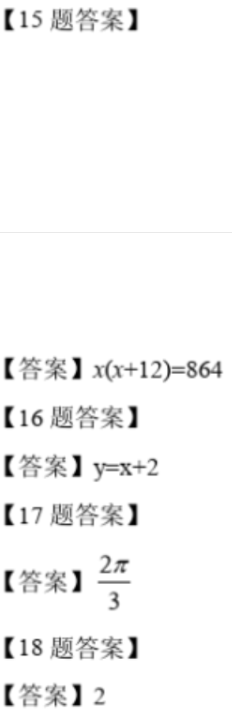 【15 题答案】
【答案】x(x+12)=864
【16 题答案】
【答案】y=x+2
【17 题答案】
【答案】\frac{2π}{3}
【18 题答案】
【答案】2